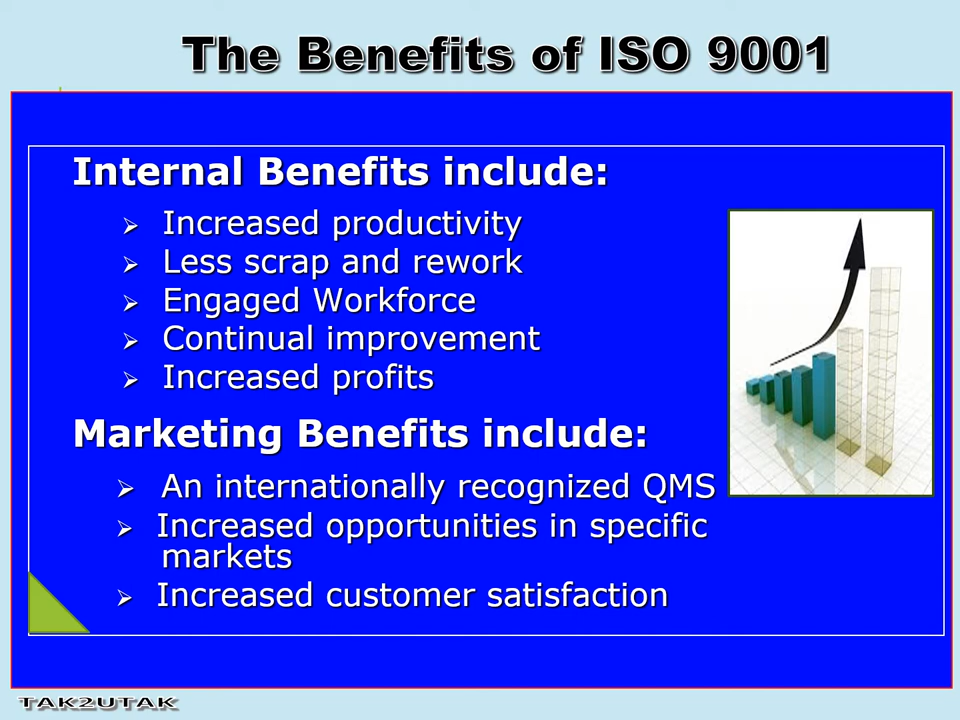 The Benefits of ISO 9001
Internal Benefits include:
Increased productivity
Less scrap and rework
Engaged Workforce
Continual improvement
Increased profits
Marketing Benefits include:
An internationally recognized QMS
Increased opportunities in specific
markets
Increased customer satisfaction
TAK2UTAK